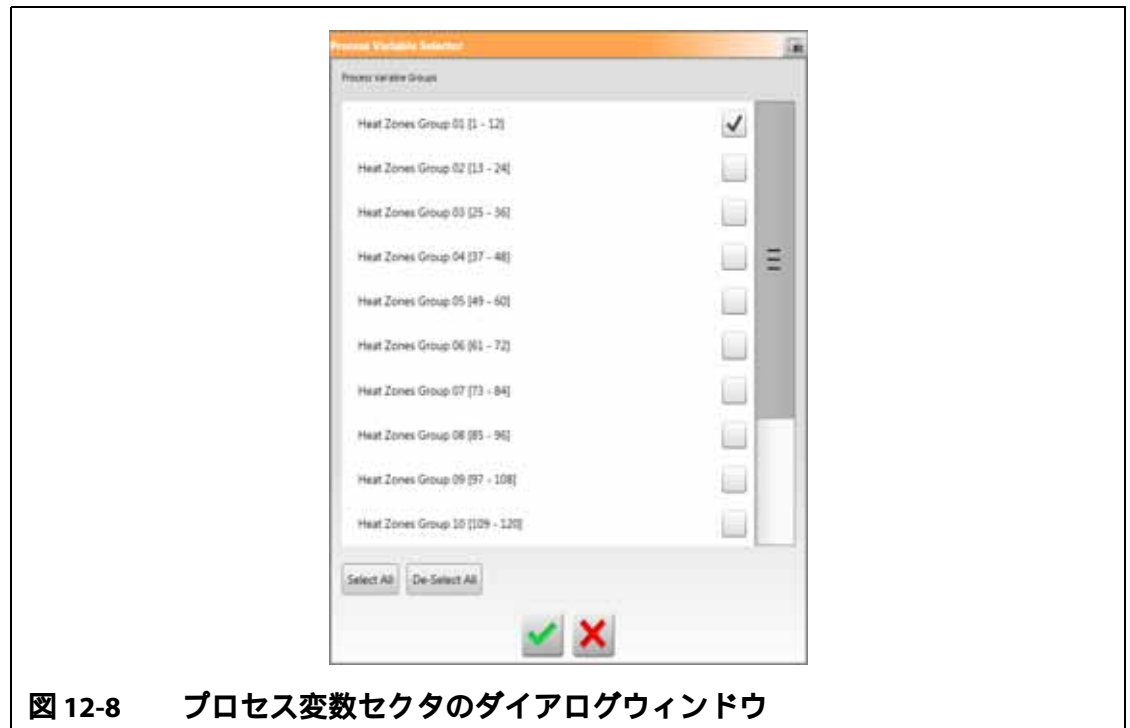 Process Variable Selector
Process Variable Groups
Heat Zones Group 01 [1 - 12]
Heat Zones Group 02 [13 - 24]
Heat Zones Group 03 [25 - 36]
Heat Zones Group 04 [37 - 48]
Heat Zones Group 05 [49 - 60]
Heat Zones Group 06 [61 - 72]
Heat Zones Group 07 [73 - 84]
Heat Zones Group 08 [85 - 96]
Heat Zones Group 09 [97 - 108]
Heat Zones Group 10 [109 - 120]
Select All De-Select All
図 12-8 プロセス変数セクタのダイアログウィンドウ